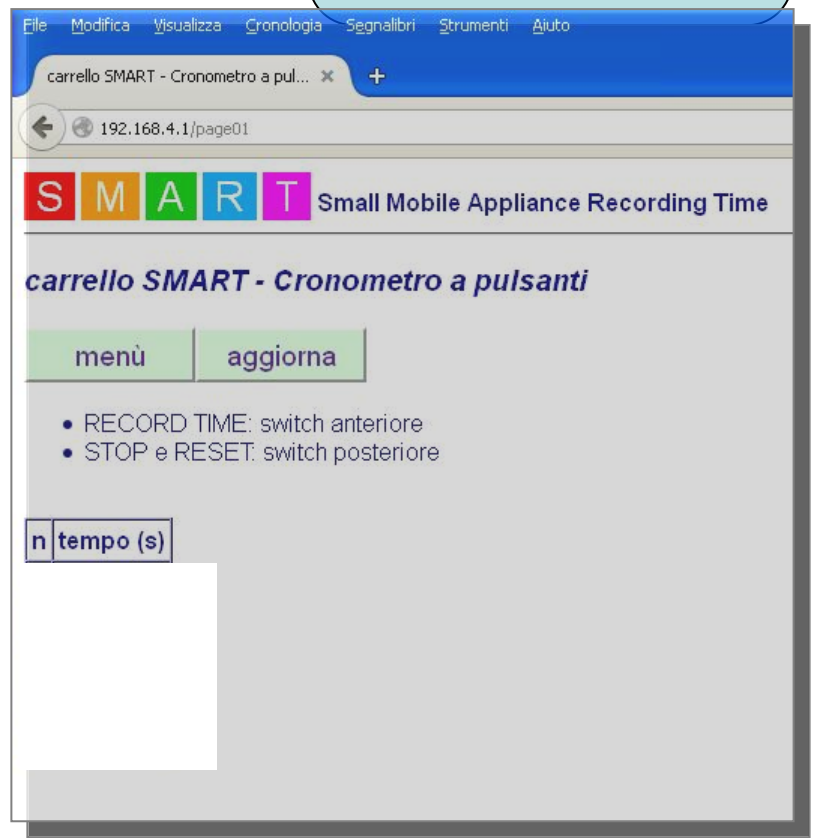 File Modifica Visualizza Cronologia Segnalibri Strumenti Aiuto
carrello SMART - Cronometro a pul... × +
192.168.4.1/page01
S M A R T Small Mobile Appliance Recording Time
carrello SMART - Cronometro a pulsanti
menù aggiorna
• RECORD TIME: switch anteriore
• STOP e RESET: switch posteriore
n tempo (s)